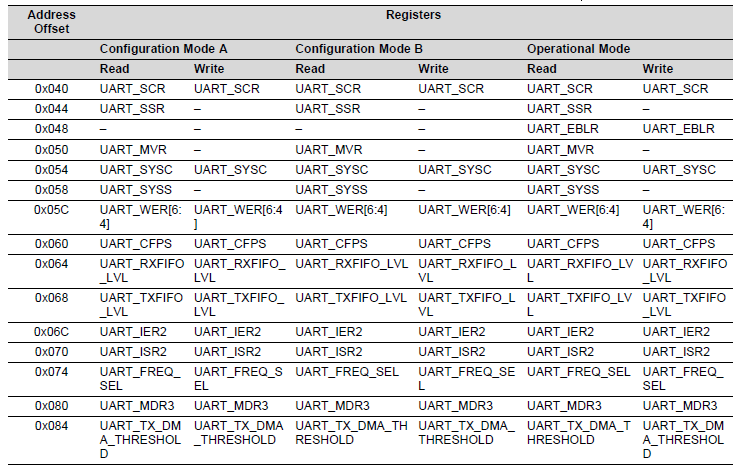 Address Offset Registers
Configuration Mode A Configuration Mode B Operational Mode
Read Write Read Write Read Write
0x040 UART_SCR UART_SCR UART_SCR UART_SCR UART_SCR UART_SCR
0x044 UART_SSR – UART_SSR – UART_SSR –
0x048 – – – – UART_EBLR UART_EBLR
0x050 UART_MVR – UART_MVR – UART_MVR –
0x054 UART_SYSC UART_SYSC UART_SYSC UART_SYSC UART_SYSC UART_SYSC
0x058 UART_SYSS – UART_SYSS – UART_SYSS –
0x05C UART_WER[6:4] UART_WER[6:4] UART_WER[6:4] UART_WER[6:4] UART_WER[6:4] UART_WER[6:4]
0x060 UART_CFPS UART_CFPS UART_CFPS UART_CFPS UART_CFPS UART_CFPS
0x064 UART_RXFIFO_LVL UART_RXFIFO_LVL UART_RXFIFO_LVL UART_RXFIFO_LVL UART_RXFIFO_LVL UART_RXFIFO_LVL
0x068 UART_TXFIFO_LVL UART_TXFIFO_LVL UART_TXFIFO_LVL UART_TXFIFO_LVL UART_TXFIFO_LVL UART_TXFIFO_LVL
0x06C UART_IER2 UART_IER2 UART_IER2 UART_IER2 UART_IER2 UART_IER2
0x070 UART_ISR2 UART_ISR2 UART_ISR2 UART_ISR2 UART_ISR2 UART_ISR2
0x074 UART_FREQ_SEL UART_FREQ_SEL UART_FREQ_SEL UART_FREQ_SEL UART_FREQ_SEL UART_FREQ_SEL
0x080 UART_MDR3 UART_MDR3 UART_MDR3 UART_MDR3 UART_MDR3 UART_MDR3
0x084 UART_TX_DMA_THRESHOLD UART_TX_DMA_THRESHOLD UART_TX_DMA_THRESHOLD UART_TX_DMA_THRESHOLD UART_TX_DMA_THRESHOLD UART_TX_DMA_THRESHOLD